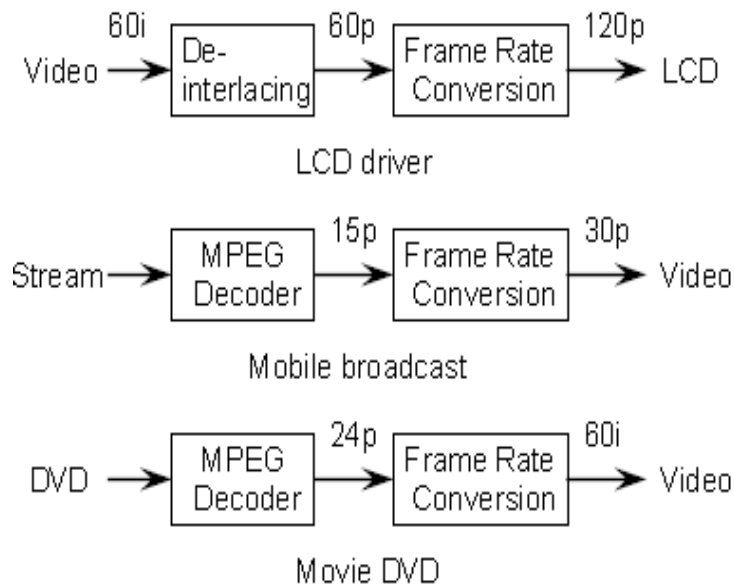 60i 60p 120p
Video De- Frame Rate LCD
interlacing Conversion
LCD driver
15p 30p
Stream MPEG Frame Rate Video
Decoder Conversion
Mobile broadcast
24p 60i
DVD MPEG Frame Rate Video
Decoder Conversion
Movie DVD